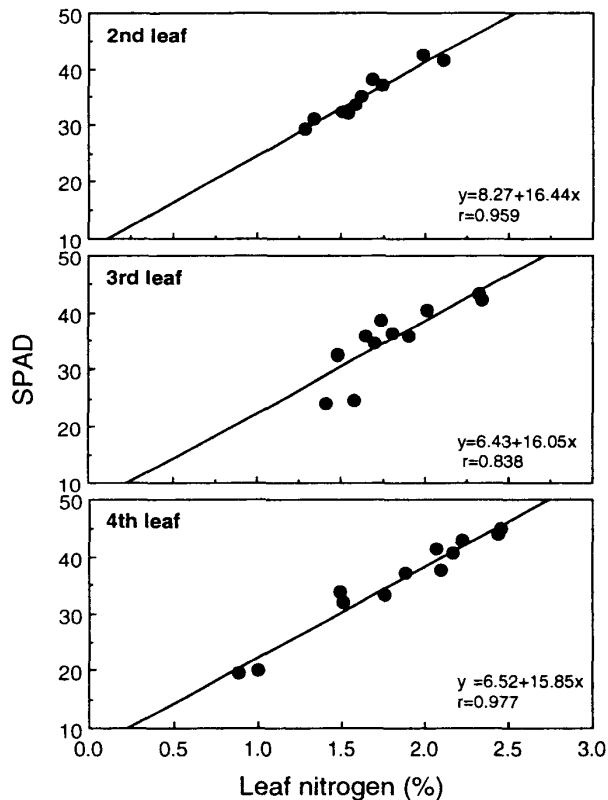 50
2nd leaf
40
30
20
y=8.27+16.44x
r=0.959
10
50
3rd leaf
40
30
20
y=6.43+16.05x
r=0.838
10
50
4th leaf
40
30
20
y =6.52+15.85x
r=0.977
10
SPAD
0.0 0.5 1.0 1.5 2.0 2.5 3.0
Leaf nitrogen (%)